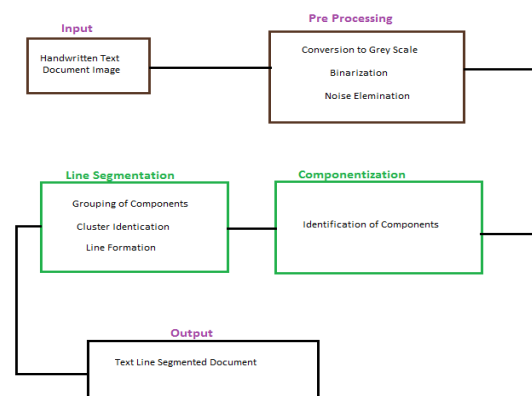 Input
Handwritten Text
Document Image
Pre Processing
Conversion to Grey Scale
Binarization
Noise Elemination
Componentization
Identification of Components
Line Segmentation
Grouping of Components
Cluster Identication
Line Formation
Output
Text Line Segmented Document